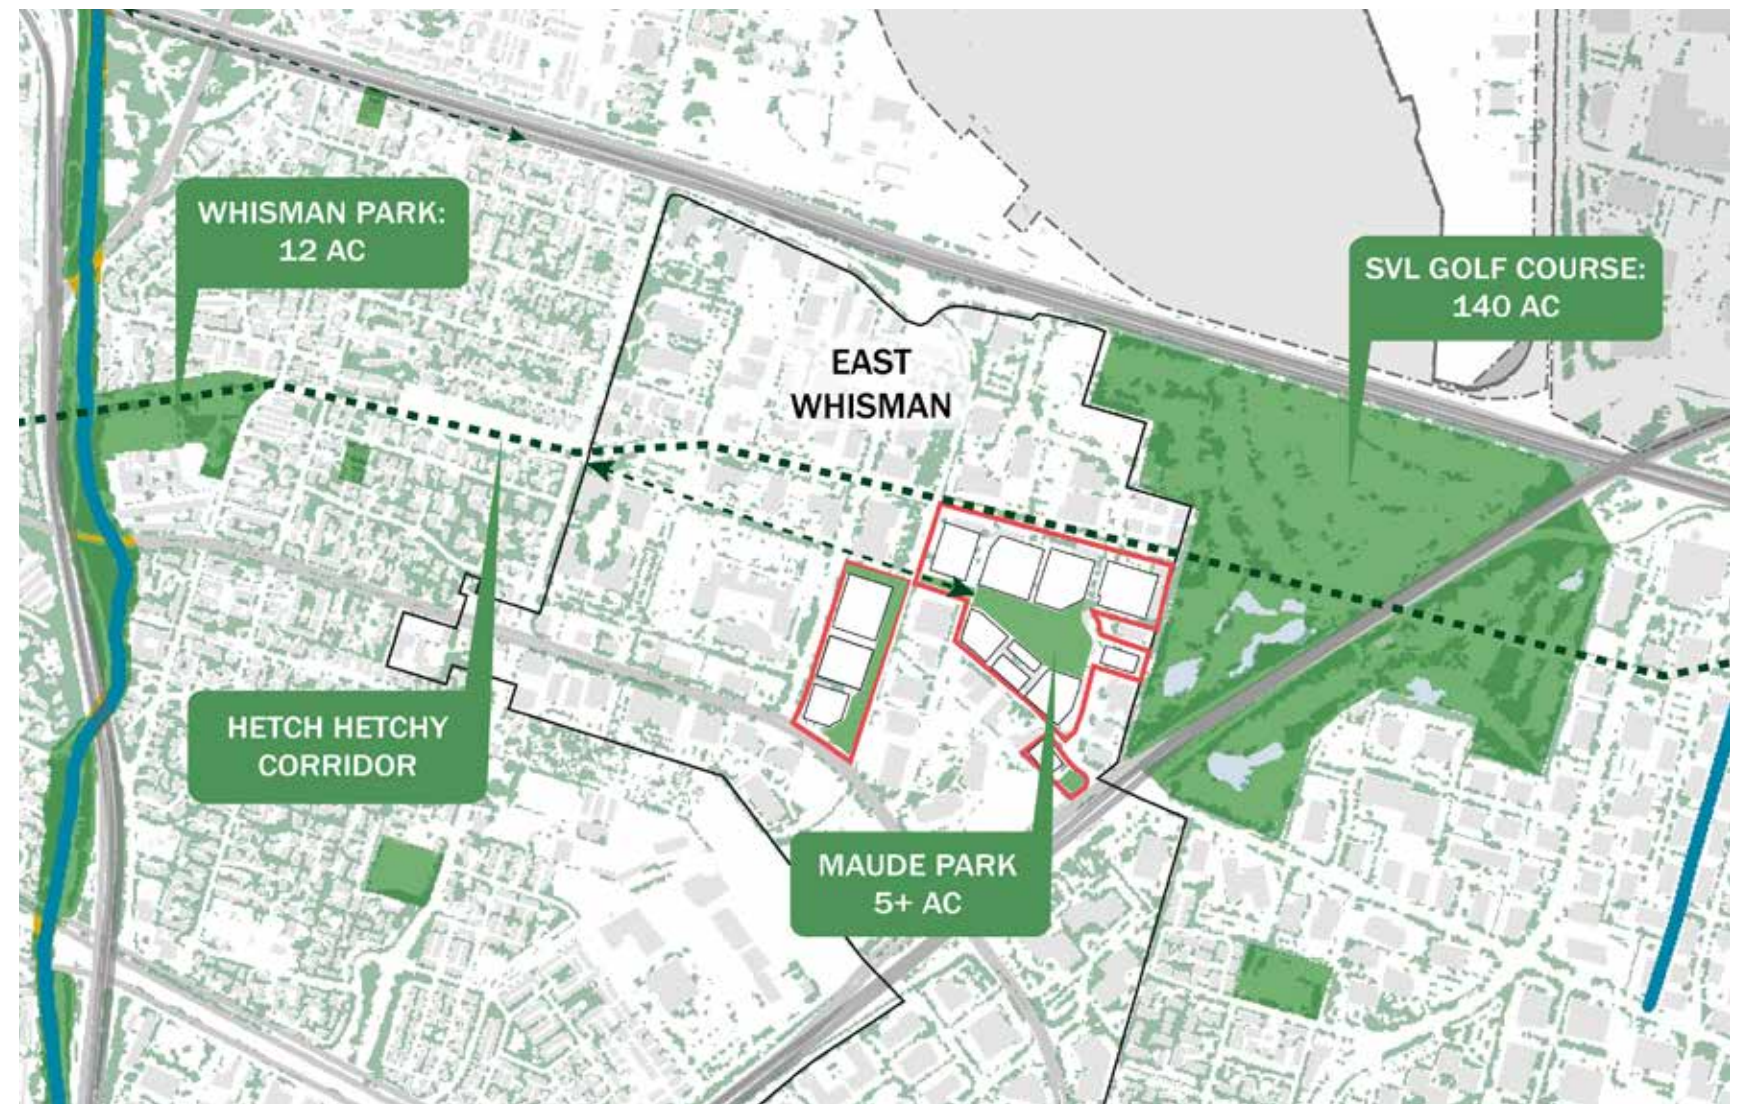 WHISMAN PARK:
12 AC
SVL GOLF COURSE:
140 AC
EAST
WHISMAN
HETCH HETCHY
CORRIDOR
MAUDE PARK
5+ AC